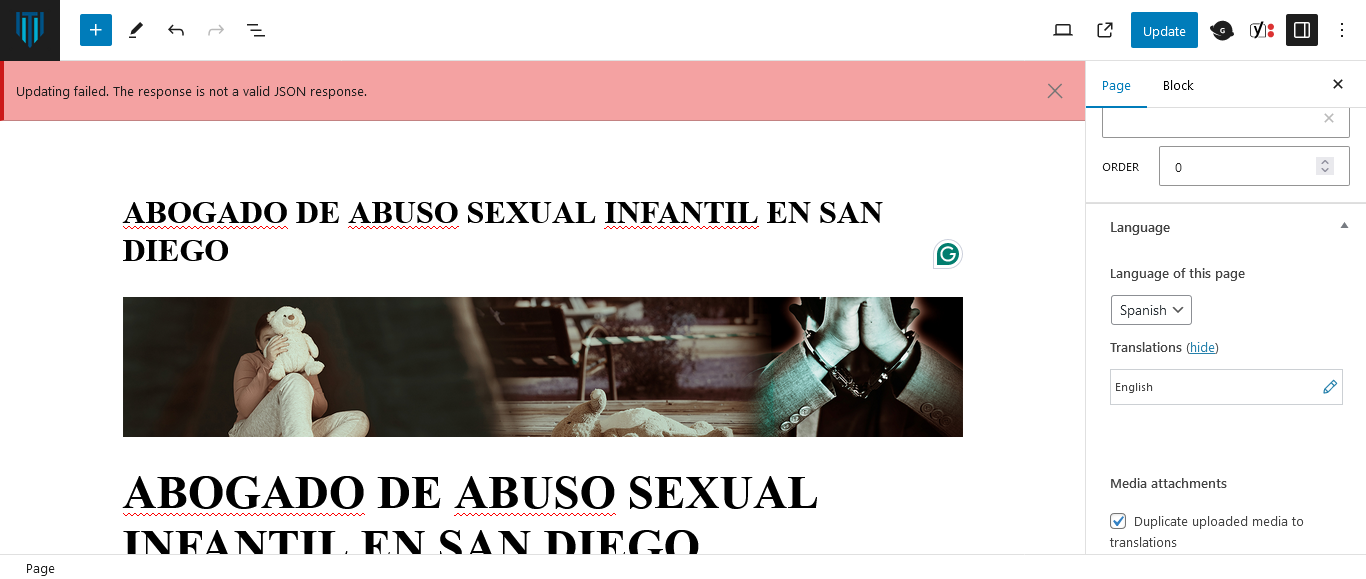 Update
Updating failed. The response is not a valid JSON response.
Page
Block
ORDER
0
ABOGADO DE ABUSO SEXUAL INFANTIL EN SAN
DIEGO
Language
Language of this page
Spanish
Translations (hide)
English
ABOGADO DE ABUSO SEXUAL
INFANTIL EN SAN DIEGO
Media attachments
Duplicate uploaded media to
translations
Page